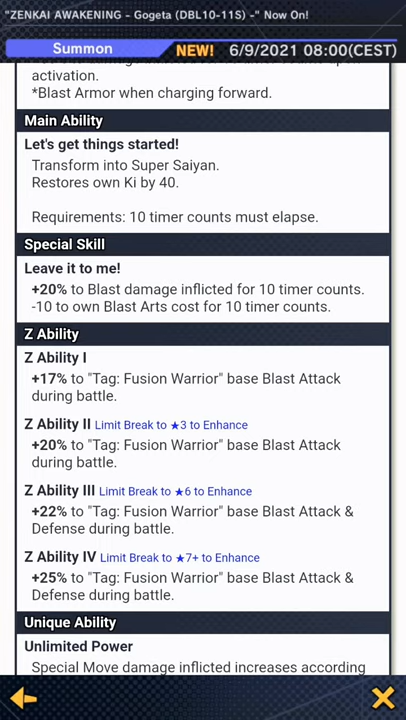 "ZENKAI AWAKENING - Gogeta (DBL10-11S) -" Now On!
Summon NEW! 6/9/2021 08:00(CEST)
activation.
*Blast Armor when charging forward.
Main Ability
Let's get things started!
Transform into Super Saiyan.
Restores own Ki by 40.
Requirements: 10 timer counts must elapse.
Special Skill
Leave it to me!
+20% to Blast damage inflicted for 10 timer counts.
-10 to own Blast Arts cost for 10 timer counts.
Z Ability
Z Ability I
+17% to "Tag: Fusion Warrior" base Blast Attack
during battle.
Z Ability II Limit Break to ★3 to Enhance
+20% to "Tag: Fusion Warrior" base Blast Attack
during battle.
Z Ability III Limit Break to ★6 to Enhance
+22% to "Tag: Fusion Warrior" base Blast Attack &
Defense during battle.
Z Ability IV Limit Break to ★7+ to Enhance
+25% to "Tag: Fusion Warrior" base Blast Attack &
Defense during battle.
Unique Ability
Unlimited Power
Special Move damage inflicted increases according